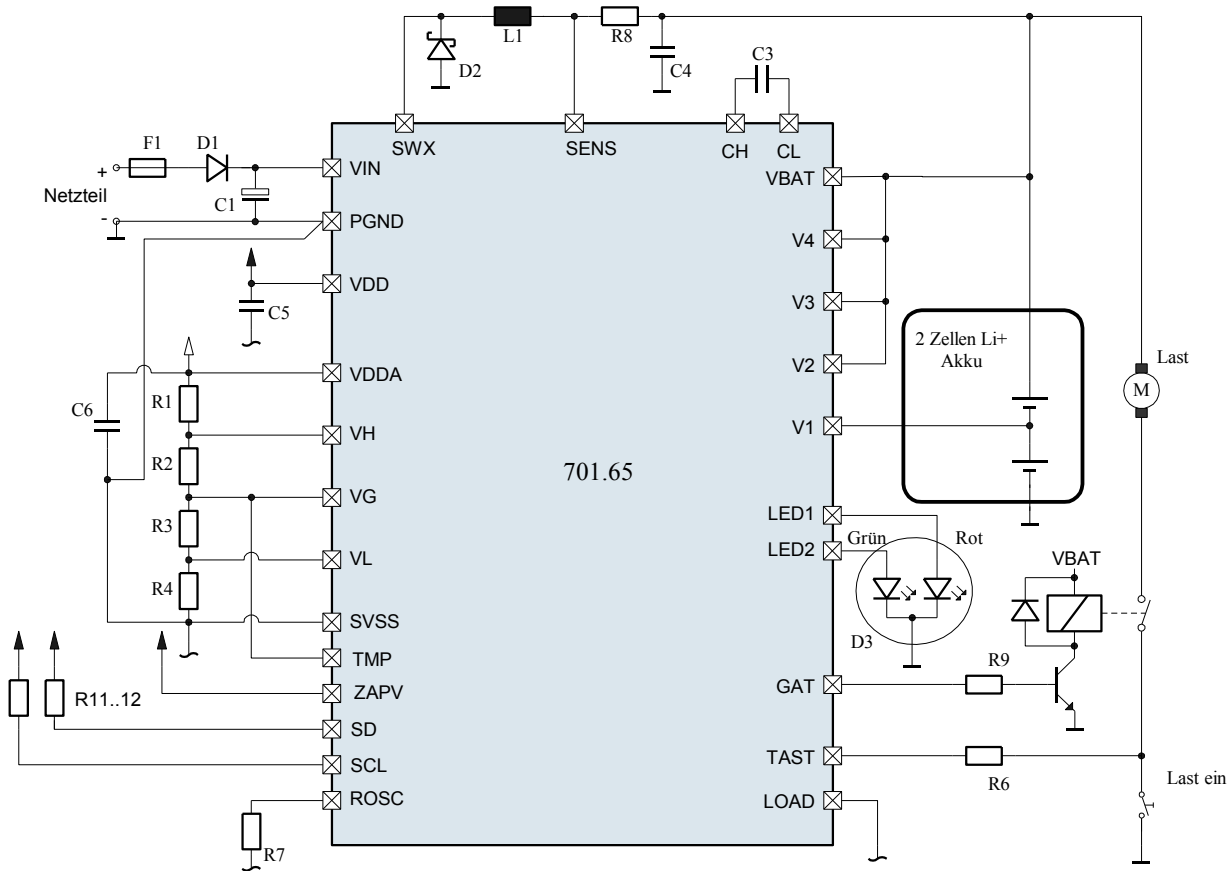 L1
R8
D2
C4
C3
F1
D1
SWX
SENS
CH
CL
+
VIN
VBAT
Netzteil
C1
-
PGND
V4
VDD
C5
V3
2 Zellen Li+
Akku
V2
Last
VDDA
R1
M
C6
VH
V1
R2
701.65
VG
R3
LED1
Grün
Rot
VL
LED2
R4
VBAT
SVSS
D3
TMP
R9
R11..12
ZAPV
GAT
SD
TAST
SCL
R6
Last ein
ROSC
LOAD
R7